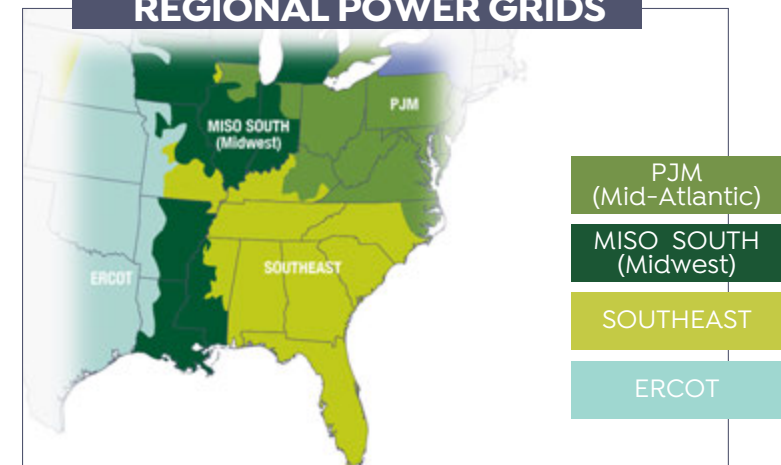 REGIONAL POWER GRIDS
PJM
MISO SOUTH
(Midwest)
ERCOT
SOUTHEAST
PJM
(Mid-Atlantic)
MISO SOUTH
(Midwest)
SOUTHEAST
ERCOT